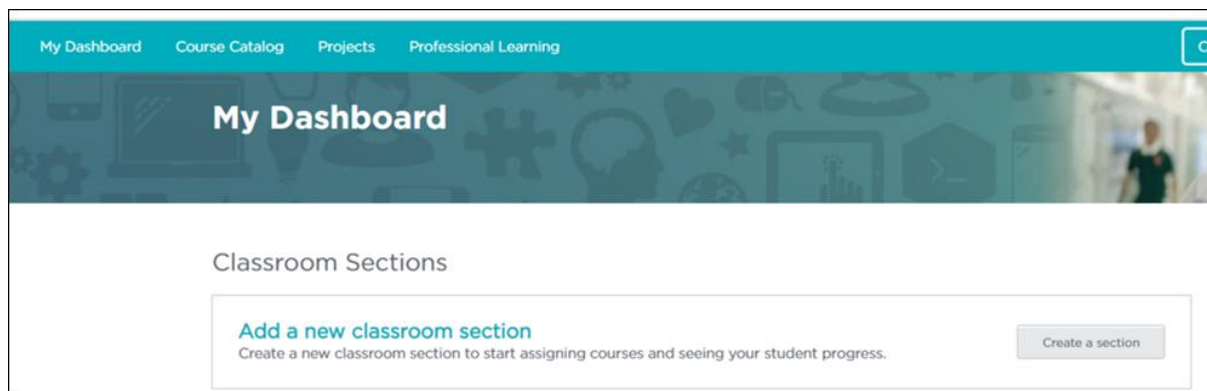 My Dashboard Course Catalog Projects Professional Learning
My Dashboard
Classroom Sections
Add a new classroom section
Create a new classroom section to start assigning courses and seeing your student progress.
Create a section